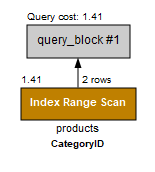 Query cost: 1.41
query_block #1
1.41 2 rows
Index Range Scan
products
CategoryID